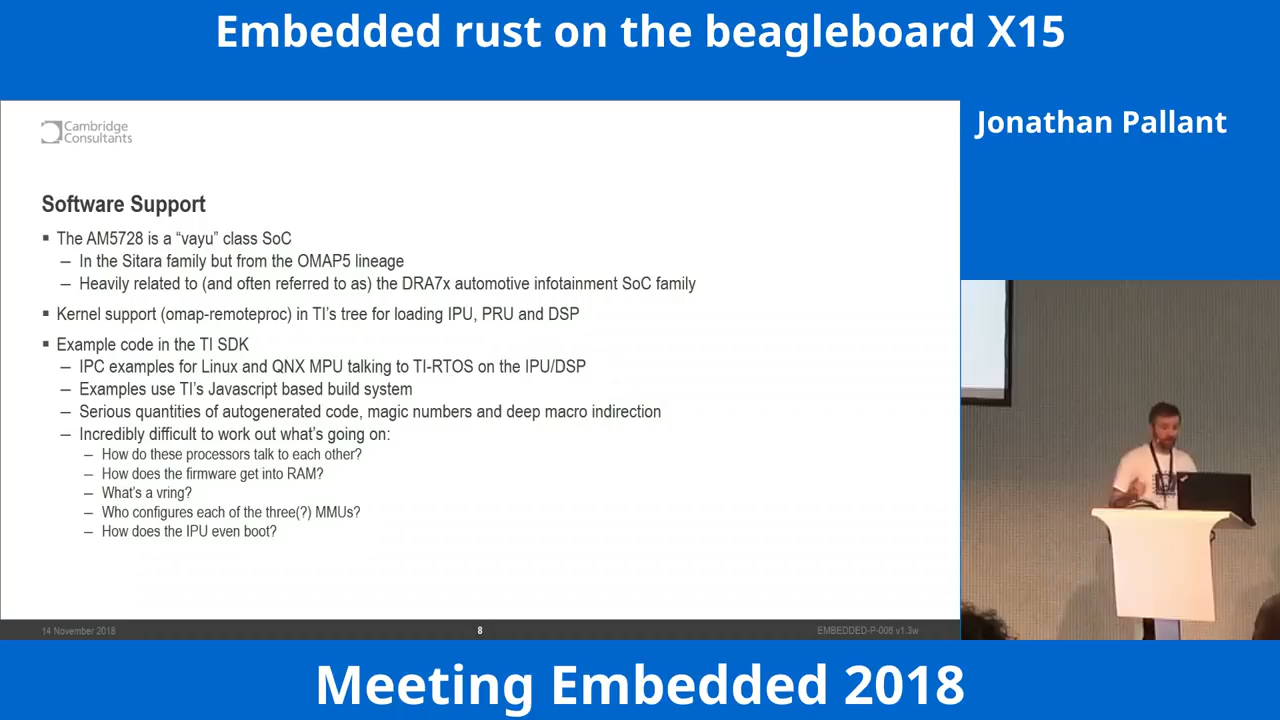 Embedded rust on the beagleboard X15
Jonathan Pallant
Cambridge
Consultants
Software Support
▪ The AM5728 is a “vayu” class SoC
– In the Sitara family but from the OMAP5 lineage
– Heavily related to (and often referred to as) the DRA7x automotive infotainment SoC family
▪ Kernel support (omap-remoteproc) in TI’s tree for loading IPU, PRU and DSP
▪ Example code in the TI SDK
– IPC examples for Linux and QNX MPU talking to TI-RTOS on the IPU/DSP
– Examples use TI’s Javascript based build system
– Serious quantities of autogenerated code, magic numbers and deep macro indirection
– Incredibly difficult to work out what’s going on:
– How do these processors talk to each other?
– How does the firmware get into RAM?
– What’s a vring?
– Who configures each of the three(?) MMUs?
– How does the IPU even boot?
14 November 2018
8
EMBEDDED-P-006 v1.3w
Meeting Embedded 2018